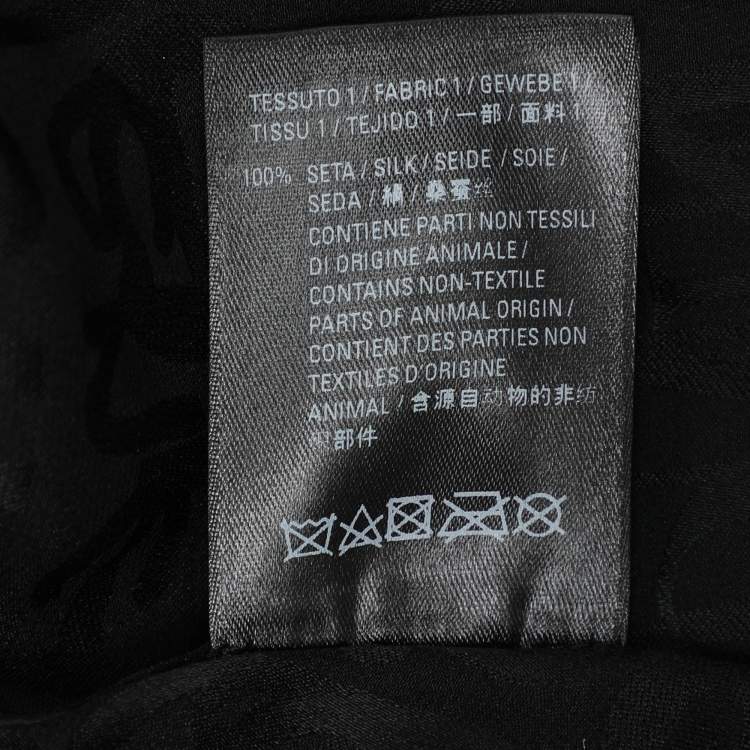 TESSUTO 1 / FABRIC 1 / GEWEBE 1
TISSU 1 / TEJIDO 1 / 一部 / 面料 1
100% SETA / SILK / SEIDE / SOIE /
SEDA / 絹 / 桑蚕丝
CONTIENE PARTI NON TESSILI
DI ORIGINE ANIMALE /
CONTAINS NON-TEXTILE
PARTS OF ANIMAL ORIGIN /
CONTIENT DES PARTIES NON
TEXTILES D'ORIGINE
ANIMAL / 含源自动物的非纺
部件